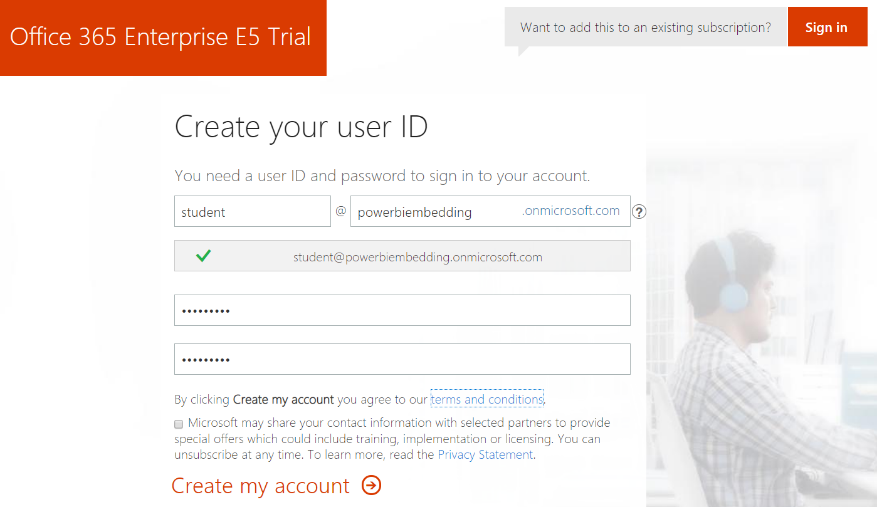 Office 365 Enterprise E5 Trial
Want to add this to an existing subscription?
Sign in
Create your user ID
You need a user ID and password to sign in to your account.
student @ powerbiembedding .onmicrosoft.com ?
student@powerbiembedding.onmicrosoft.com
•••••••••
•••••••••
By clicking Create my account you agree to our terms and conditions.
Microsoft may share your contact information with selected partners to provide
special offers which could include training, implementation or licensing. You can
unsubscribe at any time. To learn more, read the Privacy Statement.
Create my account